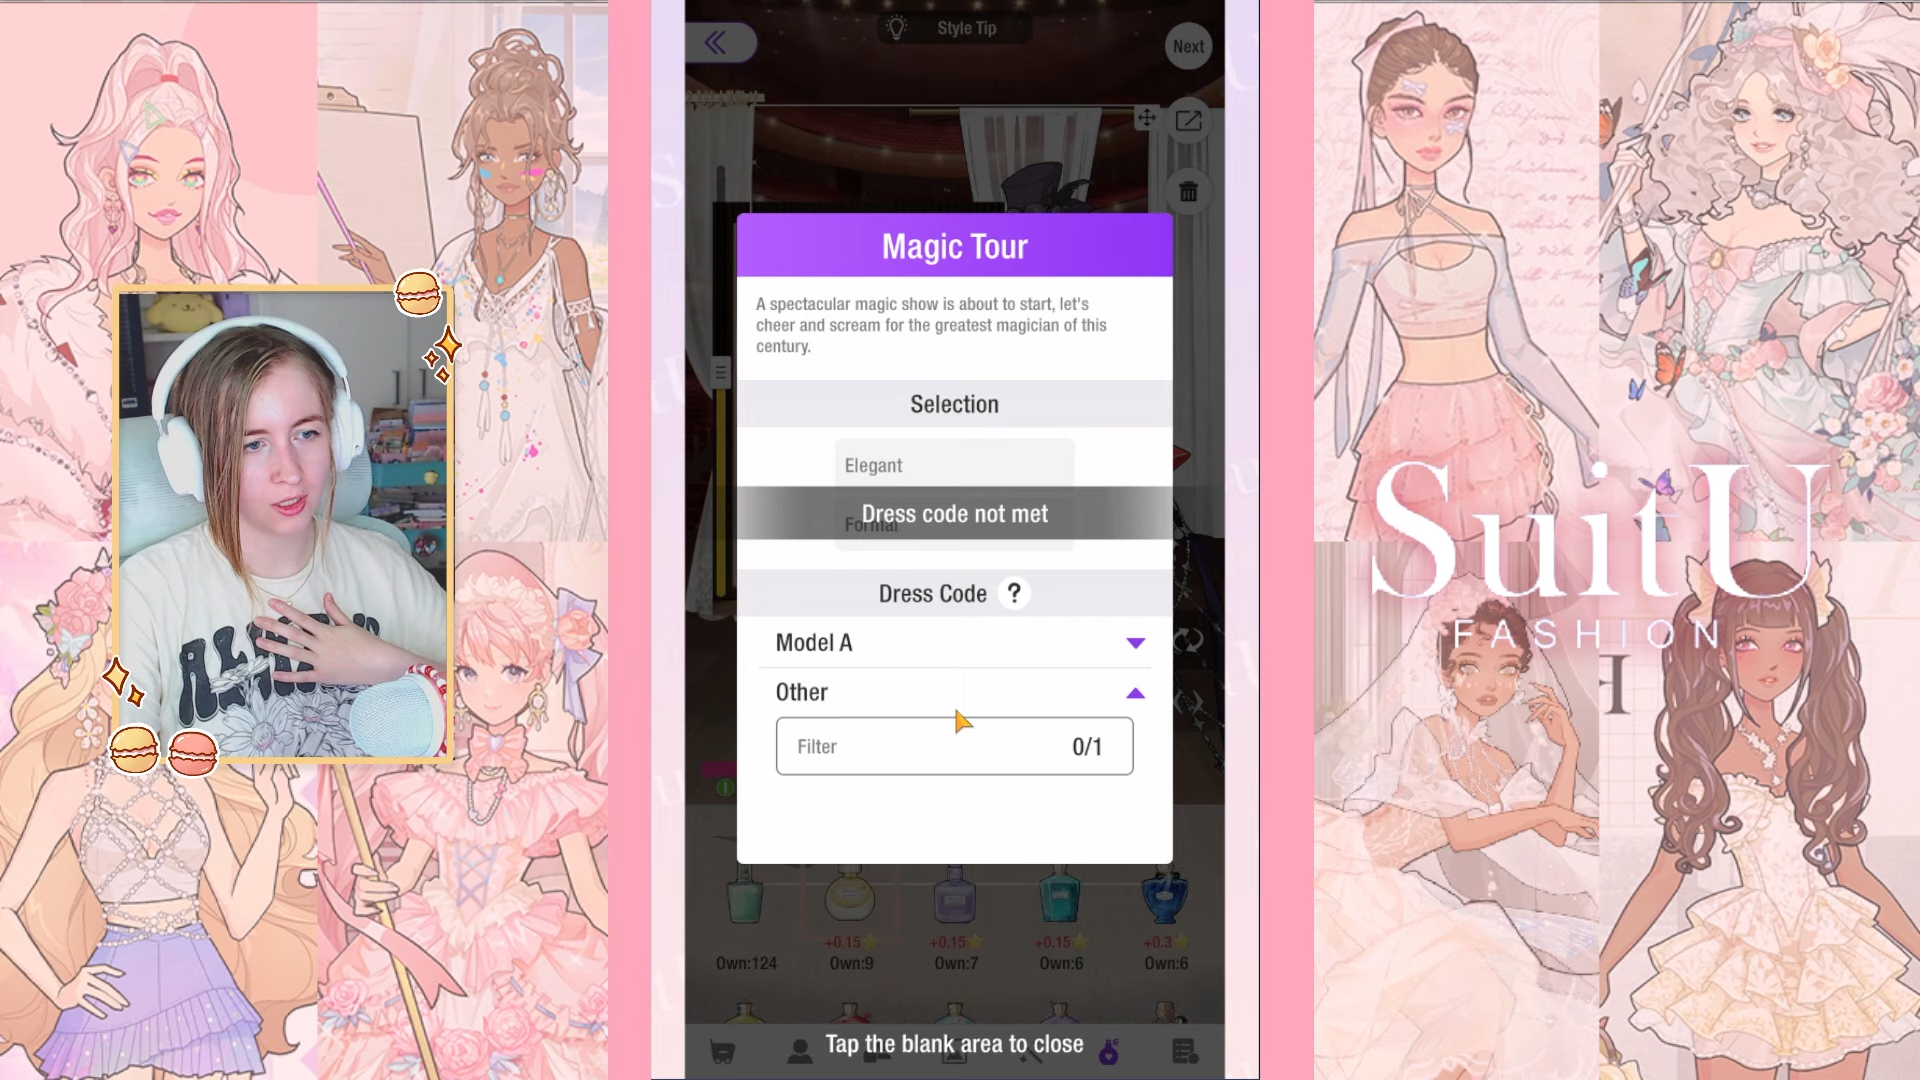 Style Tip
Next
Magic Tour
A spectacular magic show is about to start, let's
cheer and scream for the greatest magician of this
century.
Selection
Elegant
Dress code not met
Formal
Dress Code ?
Model A
Other
Filter 0/1
+0.15 +0.15 +0.15 +0.3
Own:124 Own:9 Own:7 Own:6 Own:6
Tap the blank area to close
SuitU
FASHION